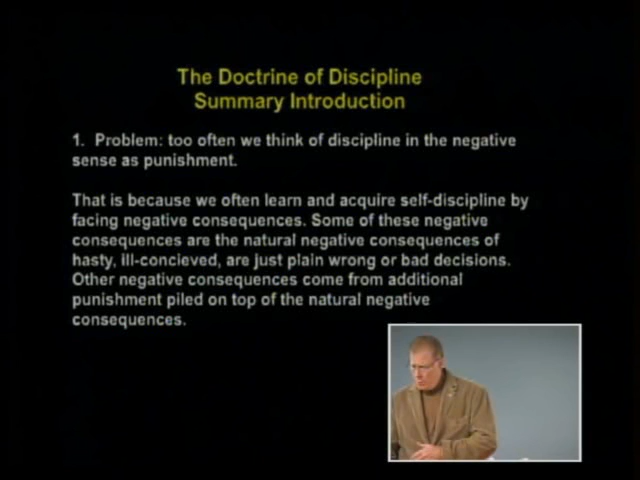 The Doctrine of Discipline
Summary Introduction
1. Problem: too often we think of discipline in the negative
sense as punishment.
That is because we often learn and acquire self-discipline by
facing negative consequences. Some of these negative
consequences are the natural negative consequences of
hasty, ill-concieved, are just plain wrong or bad decisions.
Other negative consequences come from additional
punishment piled on top of the natural negative
consequences.